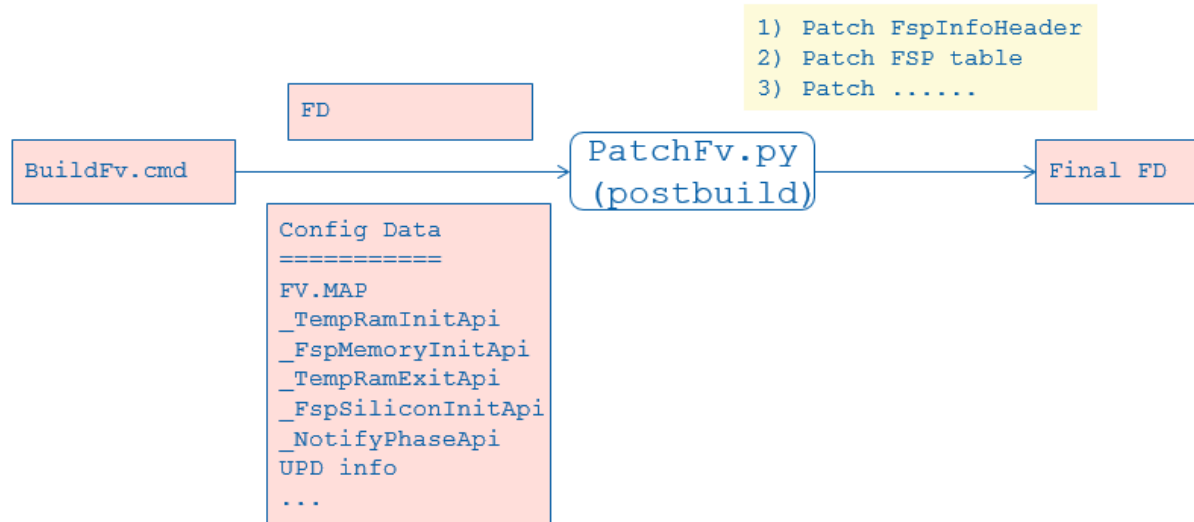 1) Patch FspInfoHeader
2) Patch FSP table
3) Patch ......
FD
BuildFv.cmd
PatchFv.py
(postbuild)
Final FD
Config Data
===========
FV.MAP
_TempRamInitApi
_FspMemoryInitApi
_TempRamExitApi
_FspSiliconInitApi
_NotifyPhaseApi
UPD info
...